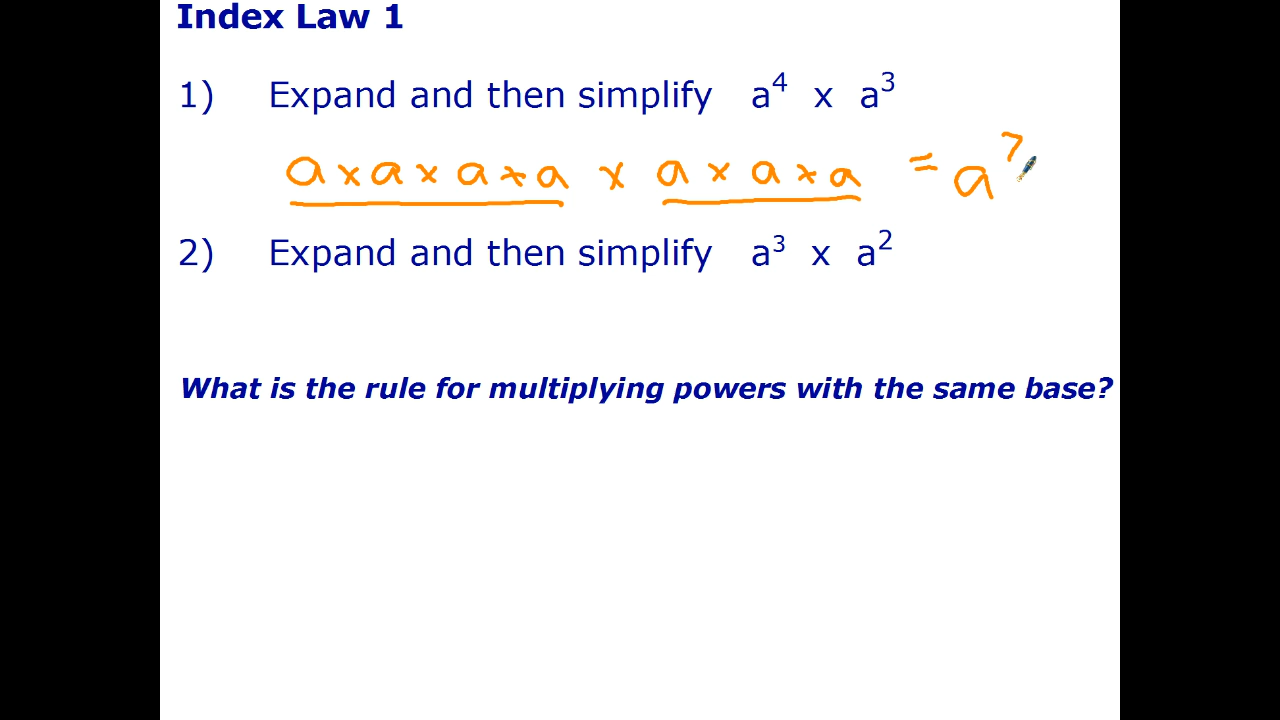 Index Law 1
1) Expand and then simplify a⁴ x a³
a × a × a × a × a × a × a = a⁷
2) Expand and then simplify a³ x a²
What is the rule for multiplying powers with the same base?